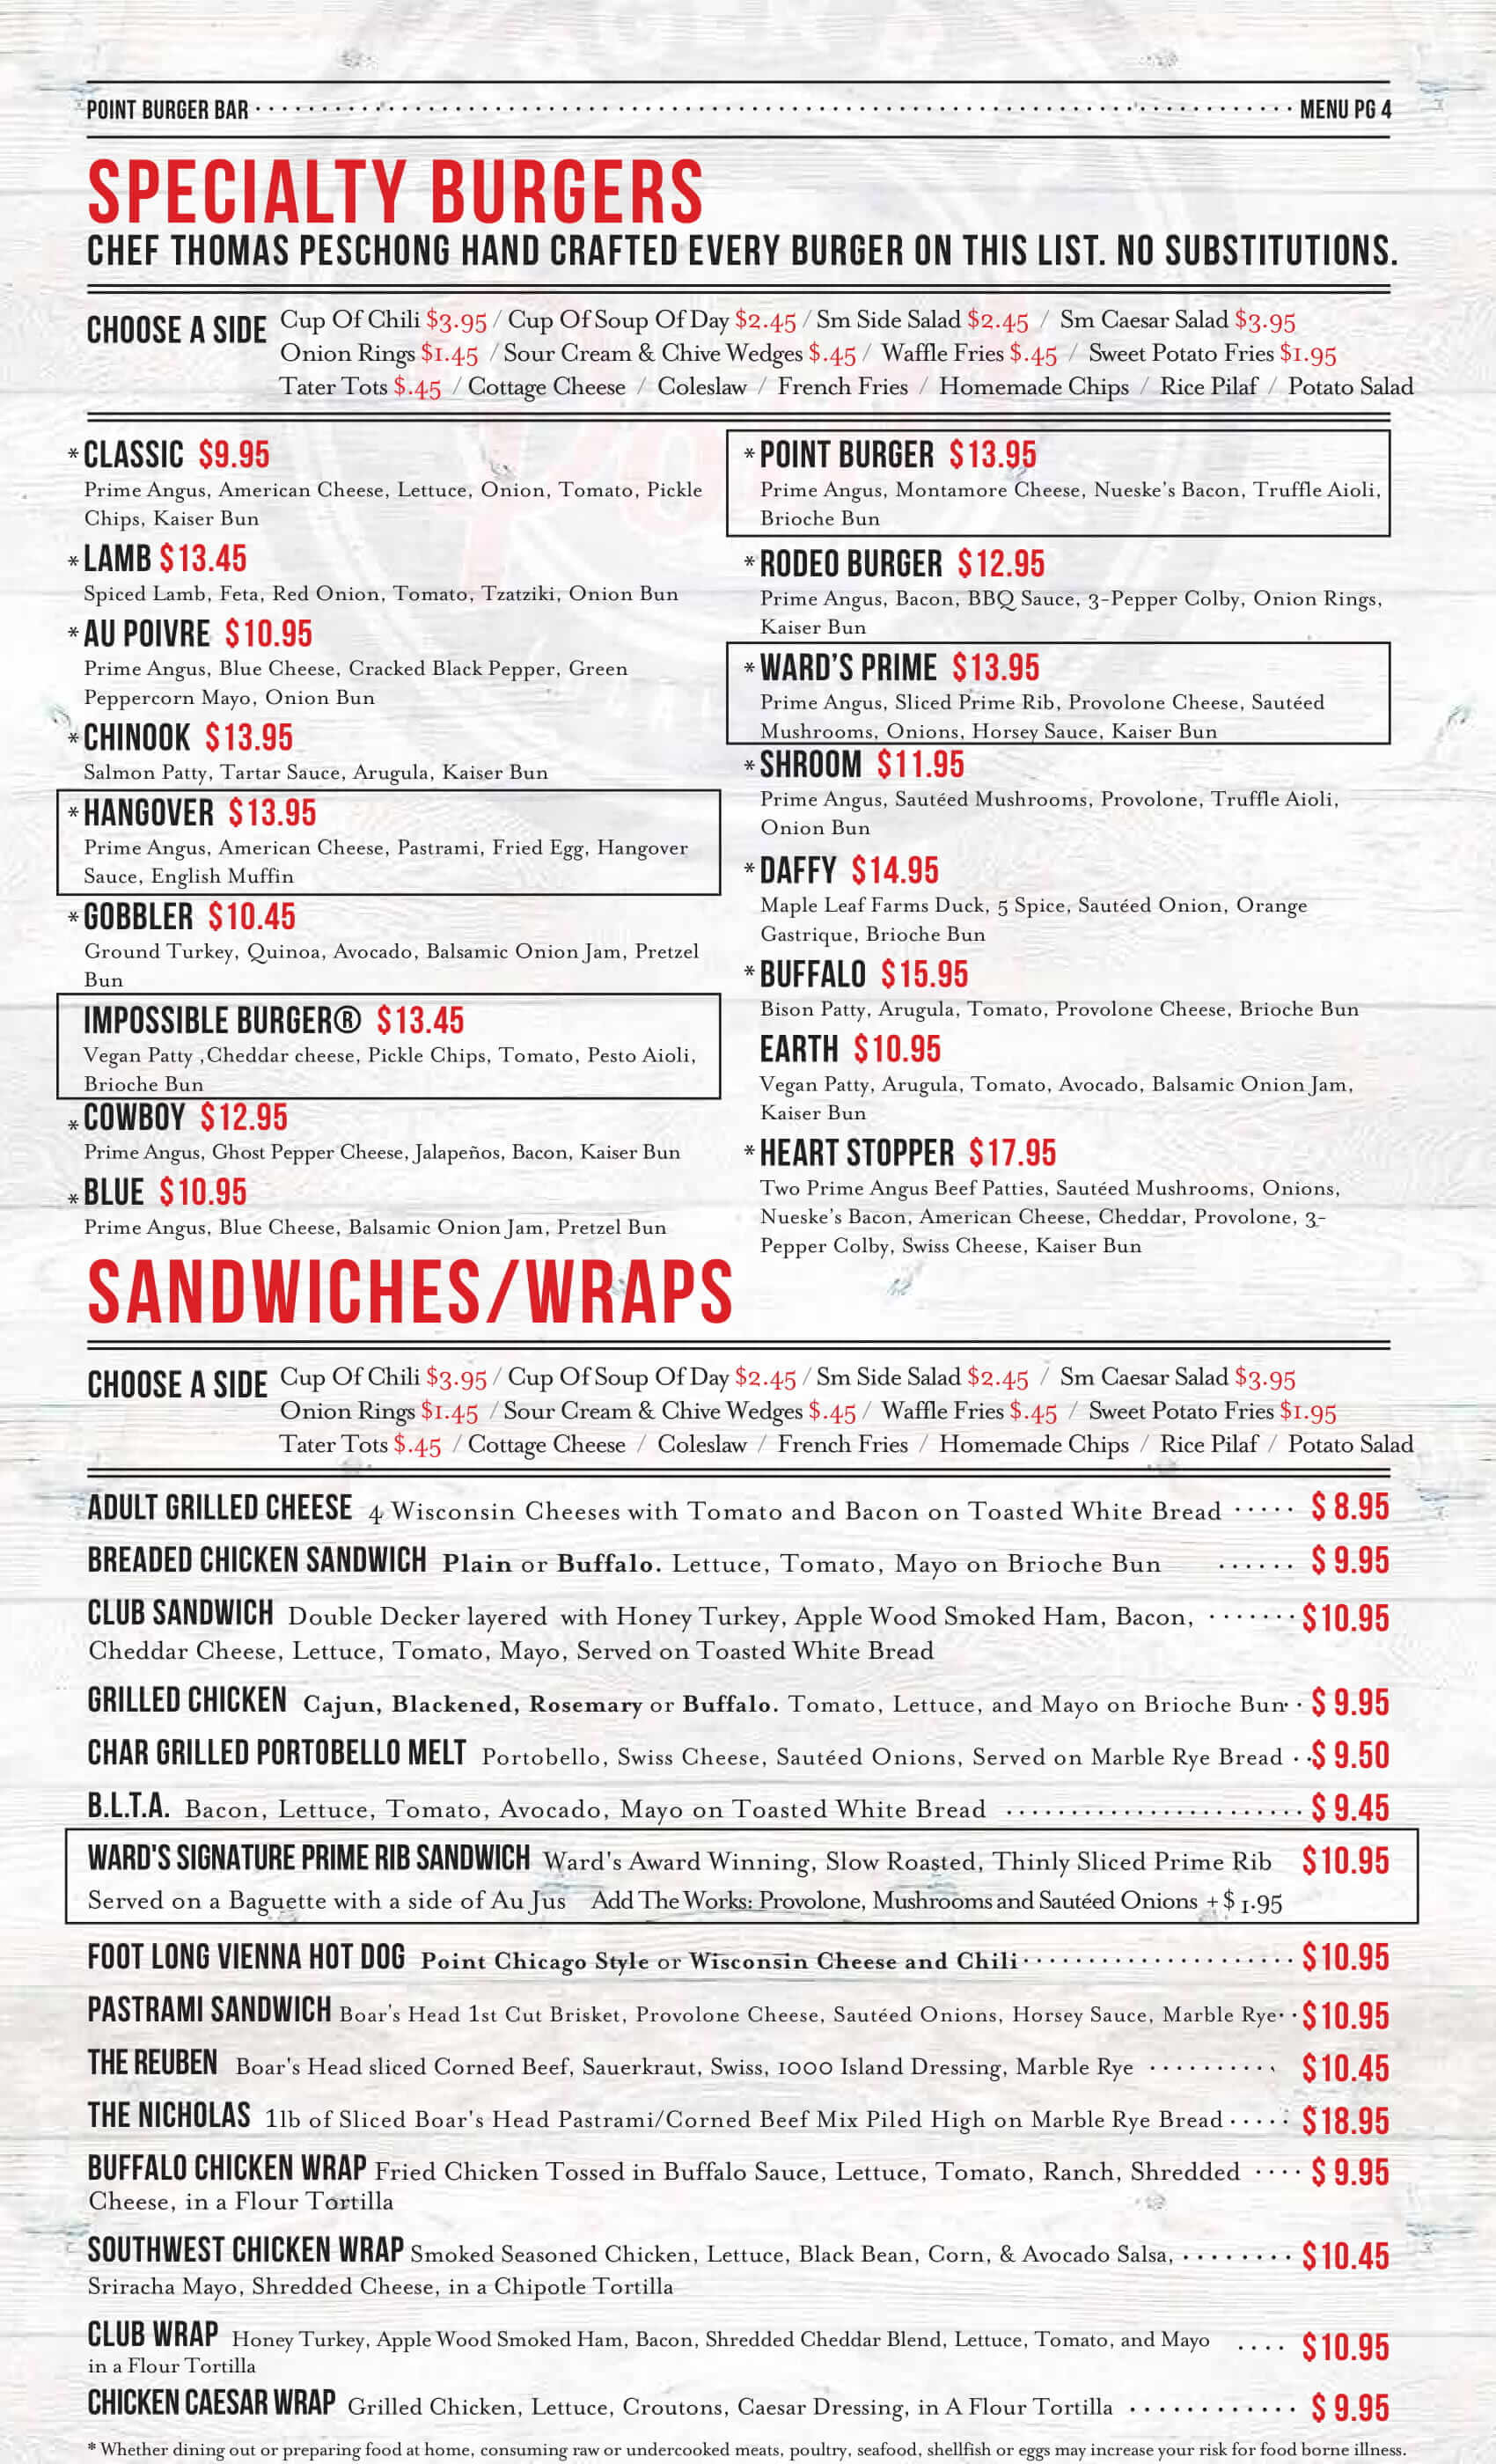 POINT BURGER BAR MENU PG 4
SPECIALTY BURGERS
CHEF THOMAS PESCHONG HAND CRAFTED EVERY BURGER ON THIS LIST. NO SUBSTITUTIONS.
CHOOSE A SIDE Cup Of Chili $3.95 / Cup Of Soup Of Day $2.45 / Sm Side Salad $2.45 / Sm Caesar Salad $3.95
Onion Rings $1.45 / Sour Cream & Chive Wedges $.45 / Waffle Fries $.45 / Sweet Potato Fries $1.95
Tater Tots $.45 / Cottage Cheese / Coleslaw / French Fries / Homemade Chips / Rice Pilaf / Potato Salad
* CLASSIC $9.95
Prime Angus, American Cheese, Lettuce, Onion, Tomato, Pickle
Chips, Kaiser Bun
* LAMB $13.45
Spiced Lamb, Feta, Red Onion, Tomato, Tzatziki, Onion Bun
* AU POIVRE $10.95
Prime Angus, Blue Cheese, Cracked Black Pepper, Green
Peppercorn Mayo, Onion Bun
* CHINOOK $13.95
Salmon Patty, Tartar Sauce, Arugula, Kaiser Bun
* HANGOVER $13.95
Prime Angus, American Cheese, Pastrami, Fried Egg, Hangover
Sauce, English Muffin
* GOBBLER $10.45
Ground Turkey, Quinoa, Avocado, Balsamic Onion Jam, Pretzel
Bun
IMPOSSIBLE BURGER® $13.45
Vegan Patty ,Cheddar cheese, Pickle Chips, Tomato, Pesto Aioli,
Brioche Bun
* COWBOY $12.95
Prime Angus, Ghost Pepper Cheese, Jalapeños, Bacon, Kaiser Bun
* BLUE $10.95
Prime Angus, Blue Cheese, Balsamic Onion Jam, Pretzel Bun
* POINT BURGER $13.95
Prime Angus, Montamore Cheese, Nueske's Bacon, Truffle Aioli,
Brioche Bun
* RODEO BURGER $12.95
Prime Angus, Bacon, BBQ Sauce, 3-Pepper Colby, Onion Rings,
Kaiser Bun
* WARD'S PRIME $13.95
Prime Angus, Sliced Prime Rib, Provolone Cheese, Sautéed
Mushrooms, Onions, Horsey Sauce, Kaiser Bun
* SHROOM $11.95
Prime Angus, Sautéed Mushrooms, Provolone, Truffle Aioli,
Onion Bun
* DAFFY $14.95
Maple Leaf Farms Duck, 5 Spice, Sautéed Onion, Orange
Gastrique, Brioche Bun
* BUFFALO $15.95
Bison Patty, Arugula, Tomato, Provolone Cheese, Brioche Bun
EARTH $10.95
Vegan Patty, Arugula, Tomato, Avocado, Balsamic Onion Jam,
Kaiser Bun
* HEART STOPPER $17.95
Two Prime Angus Beef Patties, Sautéed Mushrooms, Onions,
Nueske's Bacon, American Cheese, Cheddar, Provolone, 3-
Pepper Colby, Swiss Cheese, Kaiser Bun
SANDWICHES/WRAPS
CHOOSE A SIDE Cup Of Chili $3.95 / Cup Of Soup Of Day $2.45 / Sm Side Salad $2.45 / Sm Caesar Salad $3.95
Onion Rings $1.45 / Sour Cream & Chive Wedges $.45 / Waffle Fries $.45 / Sweet Potato Fries $1.95
Tater Tots $.45 / Cottage Cheese / Coleslaw / French Fries / Homemade Chips / Rice Pilaf / Potato Salad
ADULT GRILLED CHEESE 4 Wisconsin Cheeses with Tomato and Bacon on Toasted White Bread ····· $ 8.95
BREADED CHICKEN SANDWICH Plain or Buffalo. Lettuce, Tomato, Mayo on Brioche Bun ······ $ 9.95
CLUB SANDWICH Double Decker layered with Honey Turkey, Apple Wood Smoked Ham, Bacon, ······· $10.95
Cheddar Cheese, Lettuce, Tomato, Mayo, Served on Toasted White Bread
GRILLED CHICKEN Cajun, Blackened, Rosemary or Buffalo. Tomato, Lettuce, and Mayo on Brioche Bun ·· $ 9.95
CHAR GRILLED PORTOBELLO MELT Portobello, Swiss Cheese, Sautéed Onions, Served on Marble Rye Bread ·· $ 9.50
B.L.T.A. Bacon, Lettuce, Tomato, Avocado, Mayo on Toasted White Bread ······················· $ 9.45
WARD'S SIGNATURE PRIME RIB SANDWICH Ward's Award Winning, Slow Roasted, Thinly Sliced Prime Rib $10.95
Served on a Baguette with a side of Au Jus Add The Works: Provolone, Mushrooms and Sautéed Onions +$ 1.95
FOOT LONG VIENNA HOT DOG Point Chicago Style or Wisconsin Cheese and Chili ····················· $10.95
PASTRAMI SANDWICH Boar's Head 1st Cut Brisket, Provolone Cheese, Sautéed Onions, Horsey Sauce, Marble Rye ·· $10.95
THE REUBEN Boar's Head sliced Corned Beef, Sauerkraut, Swiss, 1000 Island Dressing, Marble Rye ·········· $10.45
THE NICHOLAS 1lb of Sliced Boar's Head Pastrami/Corned Beef Mix Piled High on Marble Rye Bread ····· $18.95
BUFFALO CHICKEN WRAP Fried Chicken Tossed in Buffalo Sauce, Lettuce, Tomato, Ranch, Shredded ···· $ 9.95
Cheese, in a Flour Tortilla
SOUTHWEST CHICKEN WRAP Smoked Seasoned Chicken, Lettuce, Black Bean, Corn, & Avocado Salsa, ········ $10.45
Sriracha Mayo, Shredded Cheese, in a Chipotle Tortilla
CLUB WRAP Honey Turkey, Apple Wood Smoked Ham, Bacon, Shredded Cheddar Blend, Lettuce, Tomato, and Mayo ···· $10.95
in a Flour Tortilla
CHICKEN CAESAR WRAP Grilled Chicken, Lettuce, Croutons, Caesar Dressing, in A Flour Tortilla ············· $ 9.95
* Whether dining out or preparing food at home, consuming raw or undercooked meats, poultry, seafood, shellfish or eggs may increase your risk for food borne illness.